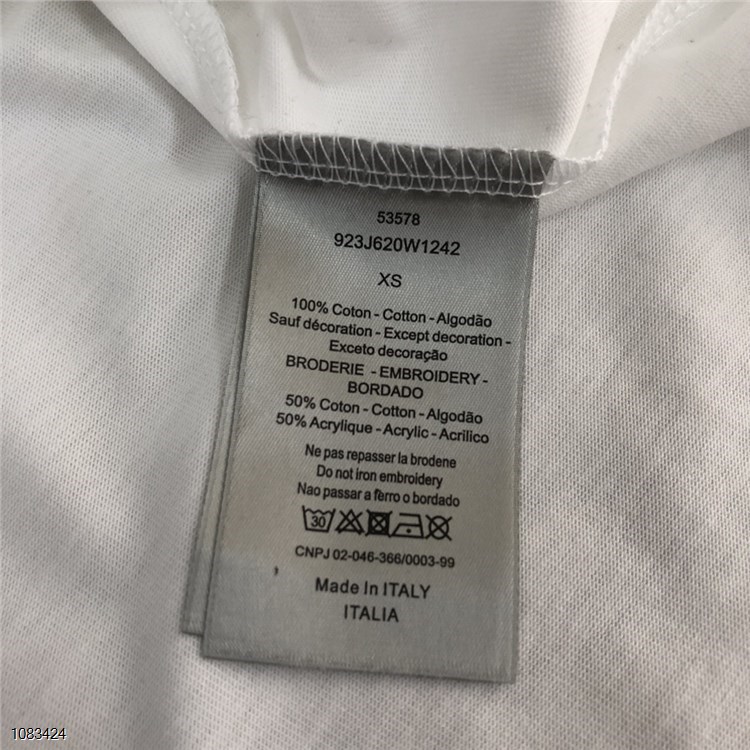 53578
923J620W1242
XS
100% Coton - Cotton - Algodão
Sauf décoration - Except decoration -
Exceto decoração
BRODERIE - EMBROIDERY -
BORDADO
50% Coton - Cotton - Algodão
50% Acrylique - Acrylic - Acrilico
Ne pas repasser la brodene
Do not iron embroidery
Nao passar a ferro o bordado
30
CNPJ 02-046-366/0003-99
Made In ITALY
ITALIA
1083424